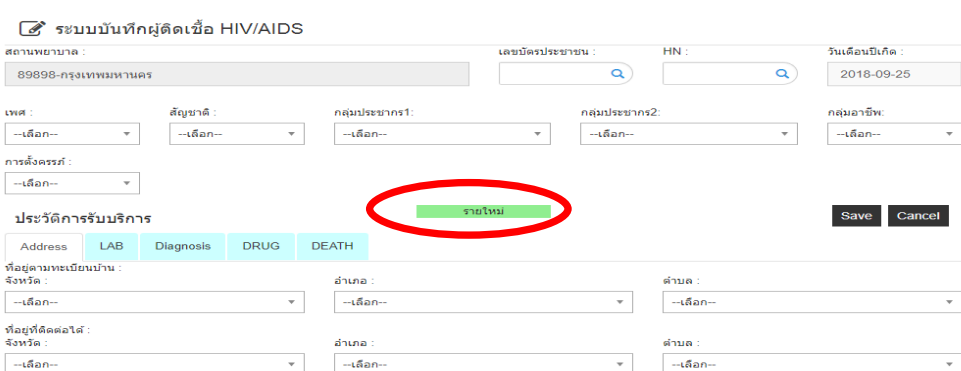 ระบบบันทึกผู้ติดเชื้อ HIV/AIDS
สถานพยาบาล : เลขบัตรประชาชน : HN : วันเดือนปีเกิด :
89898-กรุงเทพมหานคร 2018-09-25
เพศ : สัญชาติ : กลุ่มประชากร1: กลุ่มประชากร2: กลุ่มอาชีพ:
--เลือก-- --เลือก-- --เลือก-- --เลือก-- --เลือก--
การตั้งครรภ์ :
--เลือก--
รายใหม่
ประวัติการรับบริการ Save Cancel
Address LAB Diagnosis DRUG DEATH
ที่อยู่ตามทะเบียนบ้าน :
จังหวัด : อำเภอ : ตำบล :
--เลือก-- --เลือก-- --เลือก--
ที่อยู่ที่ติดต่อได้ :
จังหวัด : อำเภอ : ตำบล :
--เลือก-- --เลือก-- --เลือก--